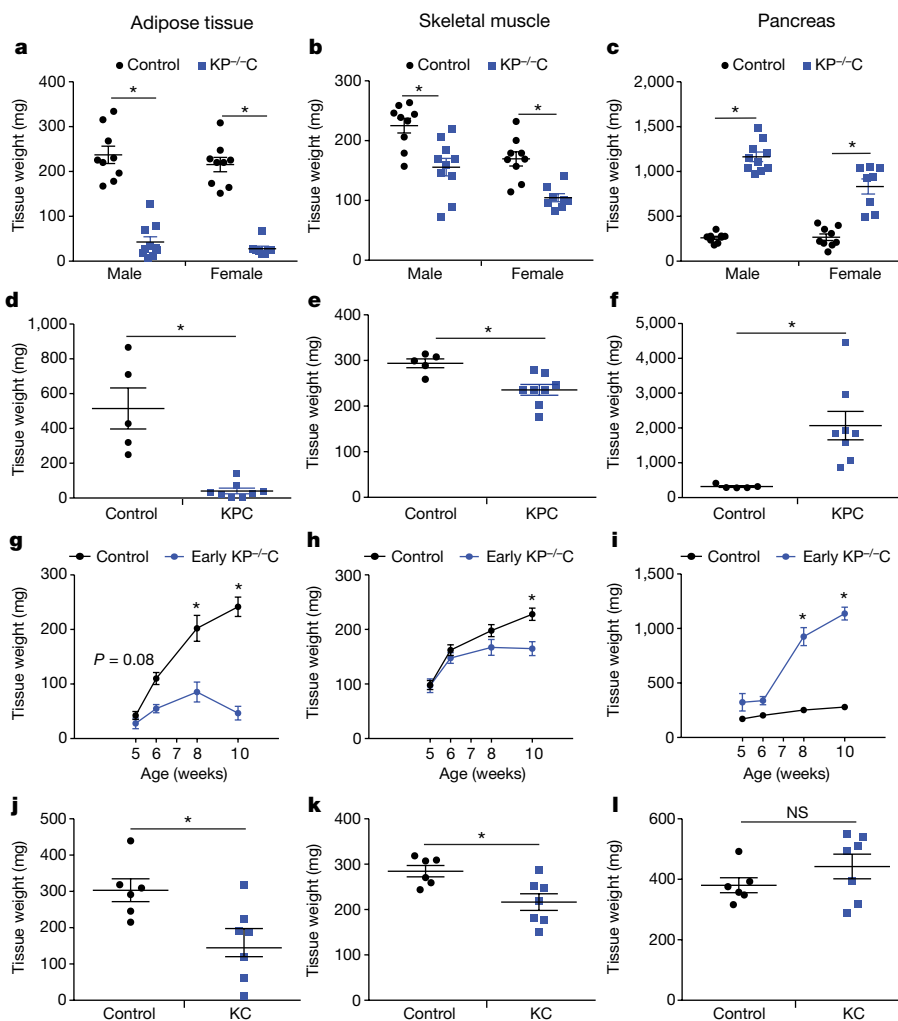 Adipose tissue
Skeletal muscle
Pancreas
a
Control
KP⁻/⁻C
Tissue weight (mg)
400
300
200
100
0
*
*
Male
Female
b
Control
KP⁻/⁻C
Tissue weight (mg)
300
200
100
0
*
*
Male
Female
c
Control
KP⁻/⁻C
Tissue weight (mg)
2,000
1,500
1,000
500
0
*
*
Male
Female
d
Tissue weight (mg)
1,000
800
600
400
200
0
*
Control
KPC
e
Tissue weight (mg)
400
300
200
100
0
*
Control
KPC
f
Tissue weight (mg)
5,000
4,000
3,000
2,000
1,000
0
*
Control
KPC
g
Control
Early KP⁻/⁻C
Tissue weight (mg)
300
200
100
0
P = 0.08
*
*
5 6 7 8 10
Age (weeks)
h
Control
Early KP⁻/⁻C
Tissue weight (mg)
300
200
100
0
*
5 6 7 8 10
Age (weeks)
i
Control
Early KP⁻/⁻C
Tissue weight (mg)
1,500
1,000
500
0
*
*
5 6 7 8 10
Age (weeks)
j
Tissue weight (mg)
500
400
300
200
100
0
*
Control
KC
k
Tissue weight (mg)
400
300
200
100
0
*
Control
KC
l
Tissue weight (mg)
600
400
200
0
NS
Control
KC